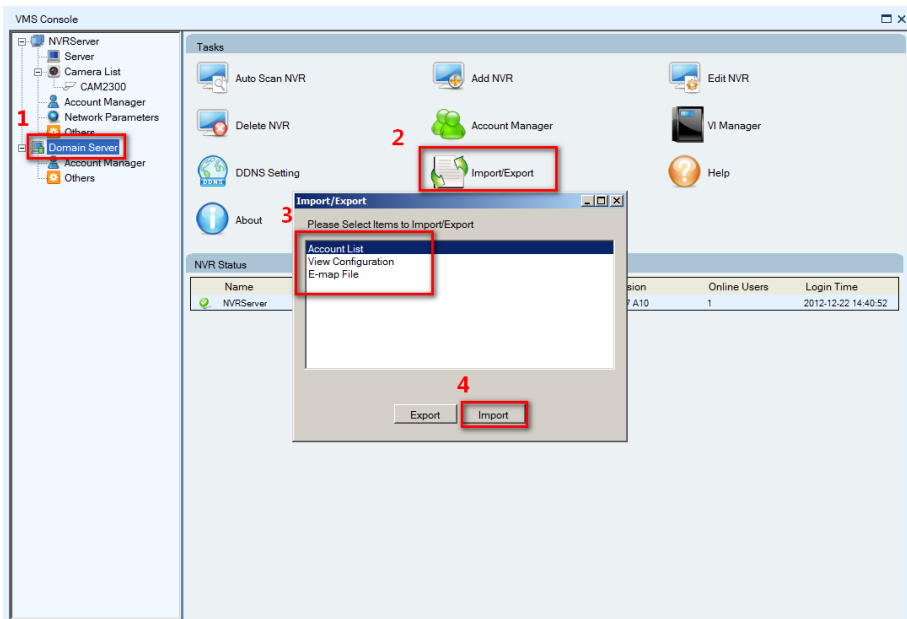 VMS Console
NVRServer
Server
Camera List
CAM2300
Account Manager
Network Parameters
Others
1
Domain Server
Account Manager
Others
Tasks
Auto Scan NVR
Add NVR
Edit NVR
Delete NVR
2
Account Manager
VI Manager
DDNS
DDNS Setting
Import/Export
Help
About
Import/Export
3
Please Select Items to Import/Export
Account List
View Configuration
E-map File
4
Export
Import
NVR Status
Name
sion
Online Users
Login Time
NVRServer
7 A10
1
2012-12-22 14:40:52